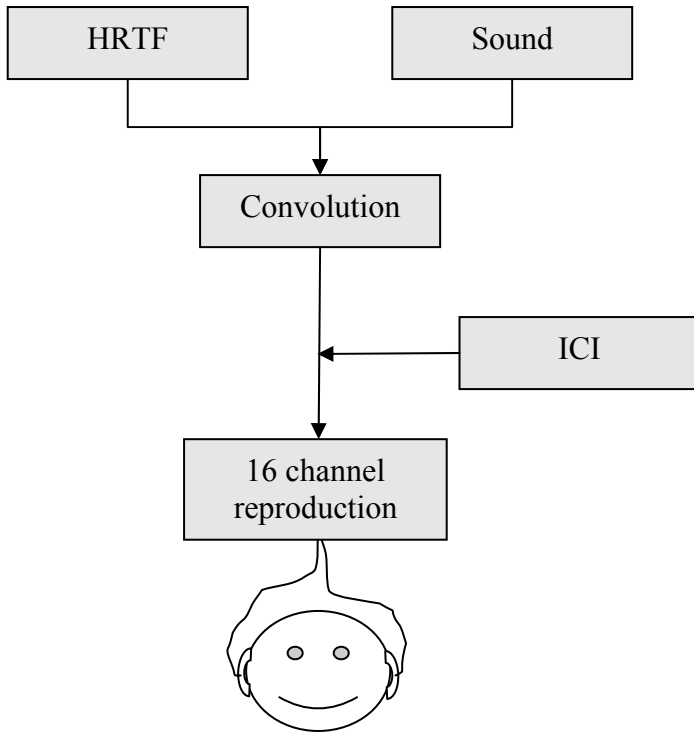 HRTF
Sound
Convolution
ICI
16 channel
reproduction